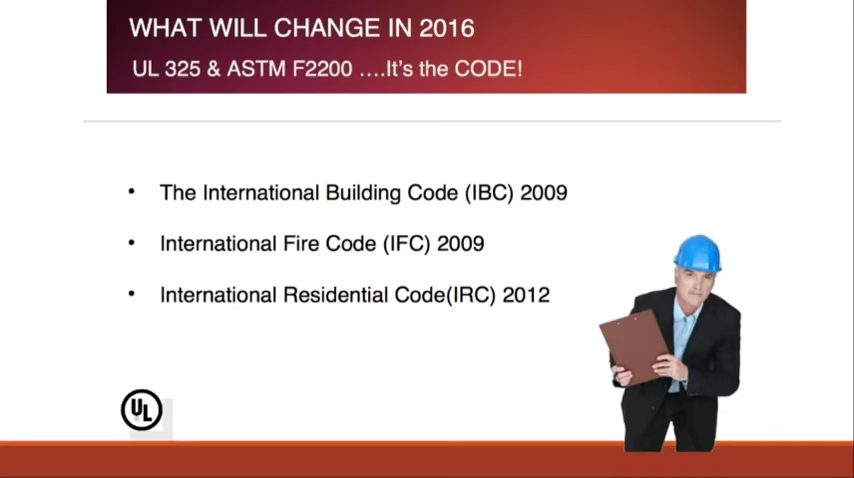 WHAT WILL CHANGE IN 2016
UL 325 & ASTM F2200 ....It's the CODE!
• The International Building Code (IBC) 2009
• International Fire Code (IFC) 2009
• International Residential Code(IRC) 2012
UL